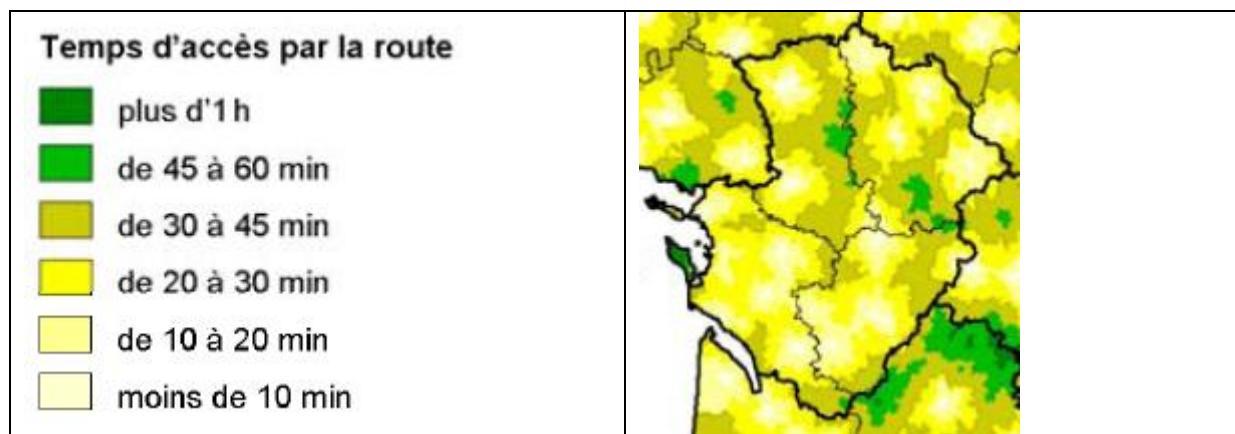 Temps d'accès par la route
plus d'1 h
de 45 à 60 min
de 30 à 45 min
de 20 à 30 min
de 10 à 20 min
moins de 10 min